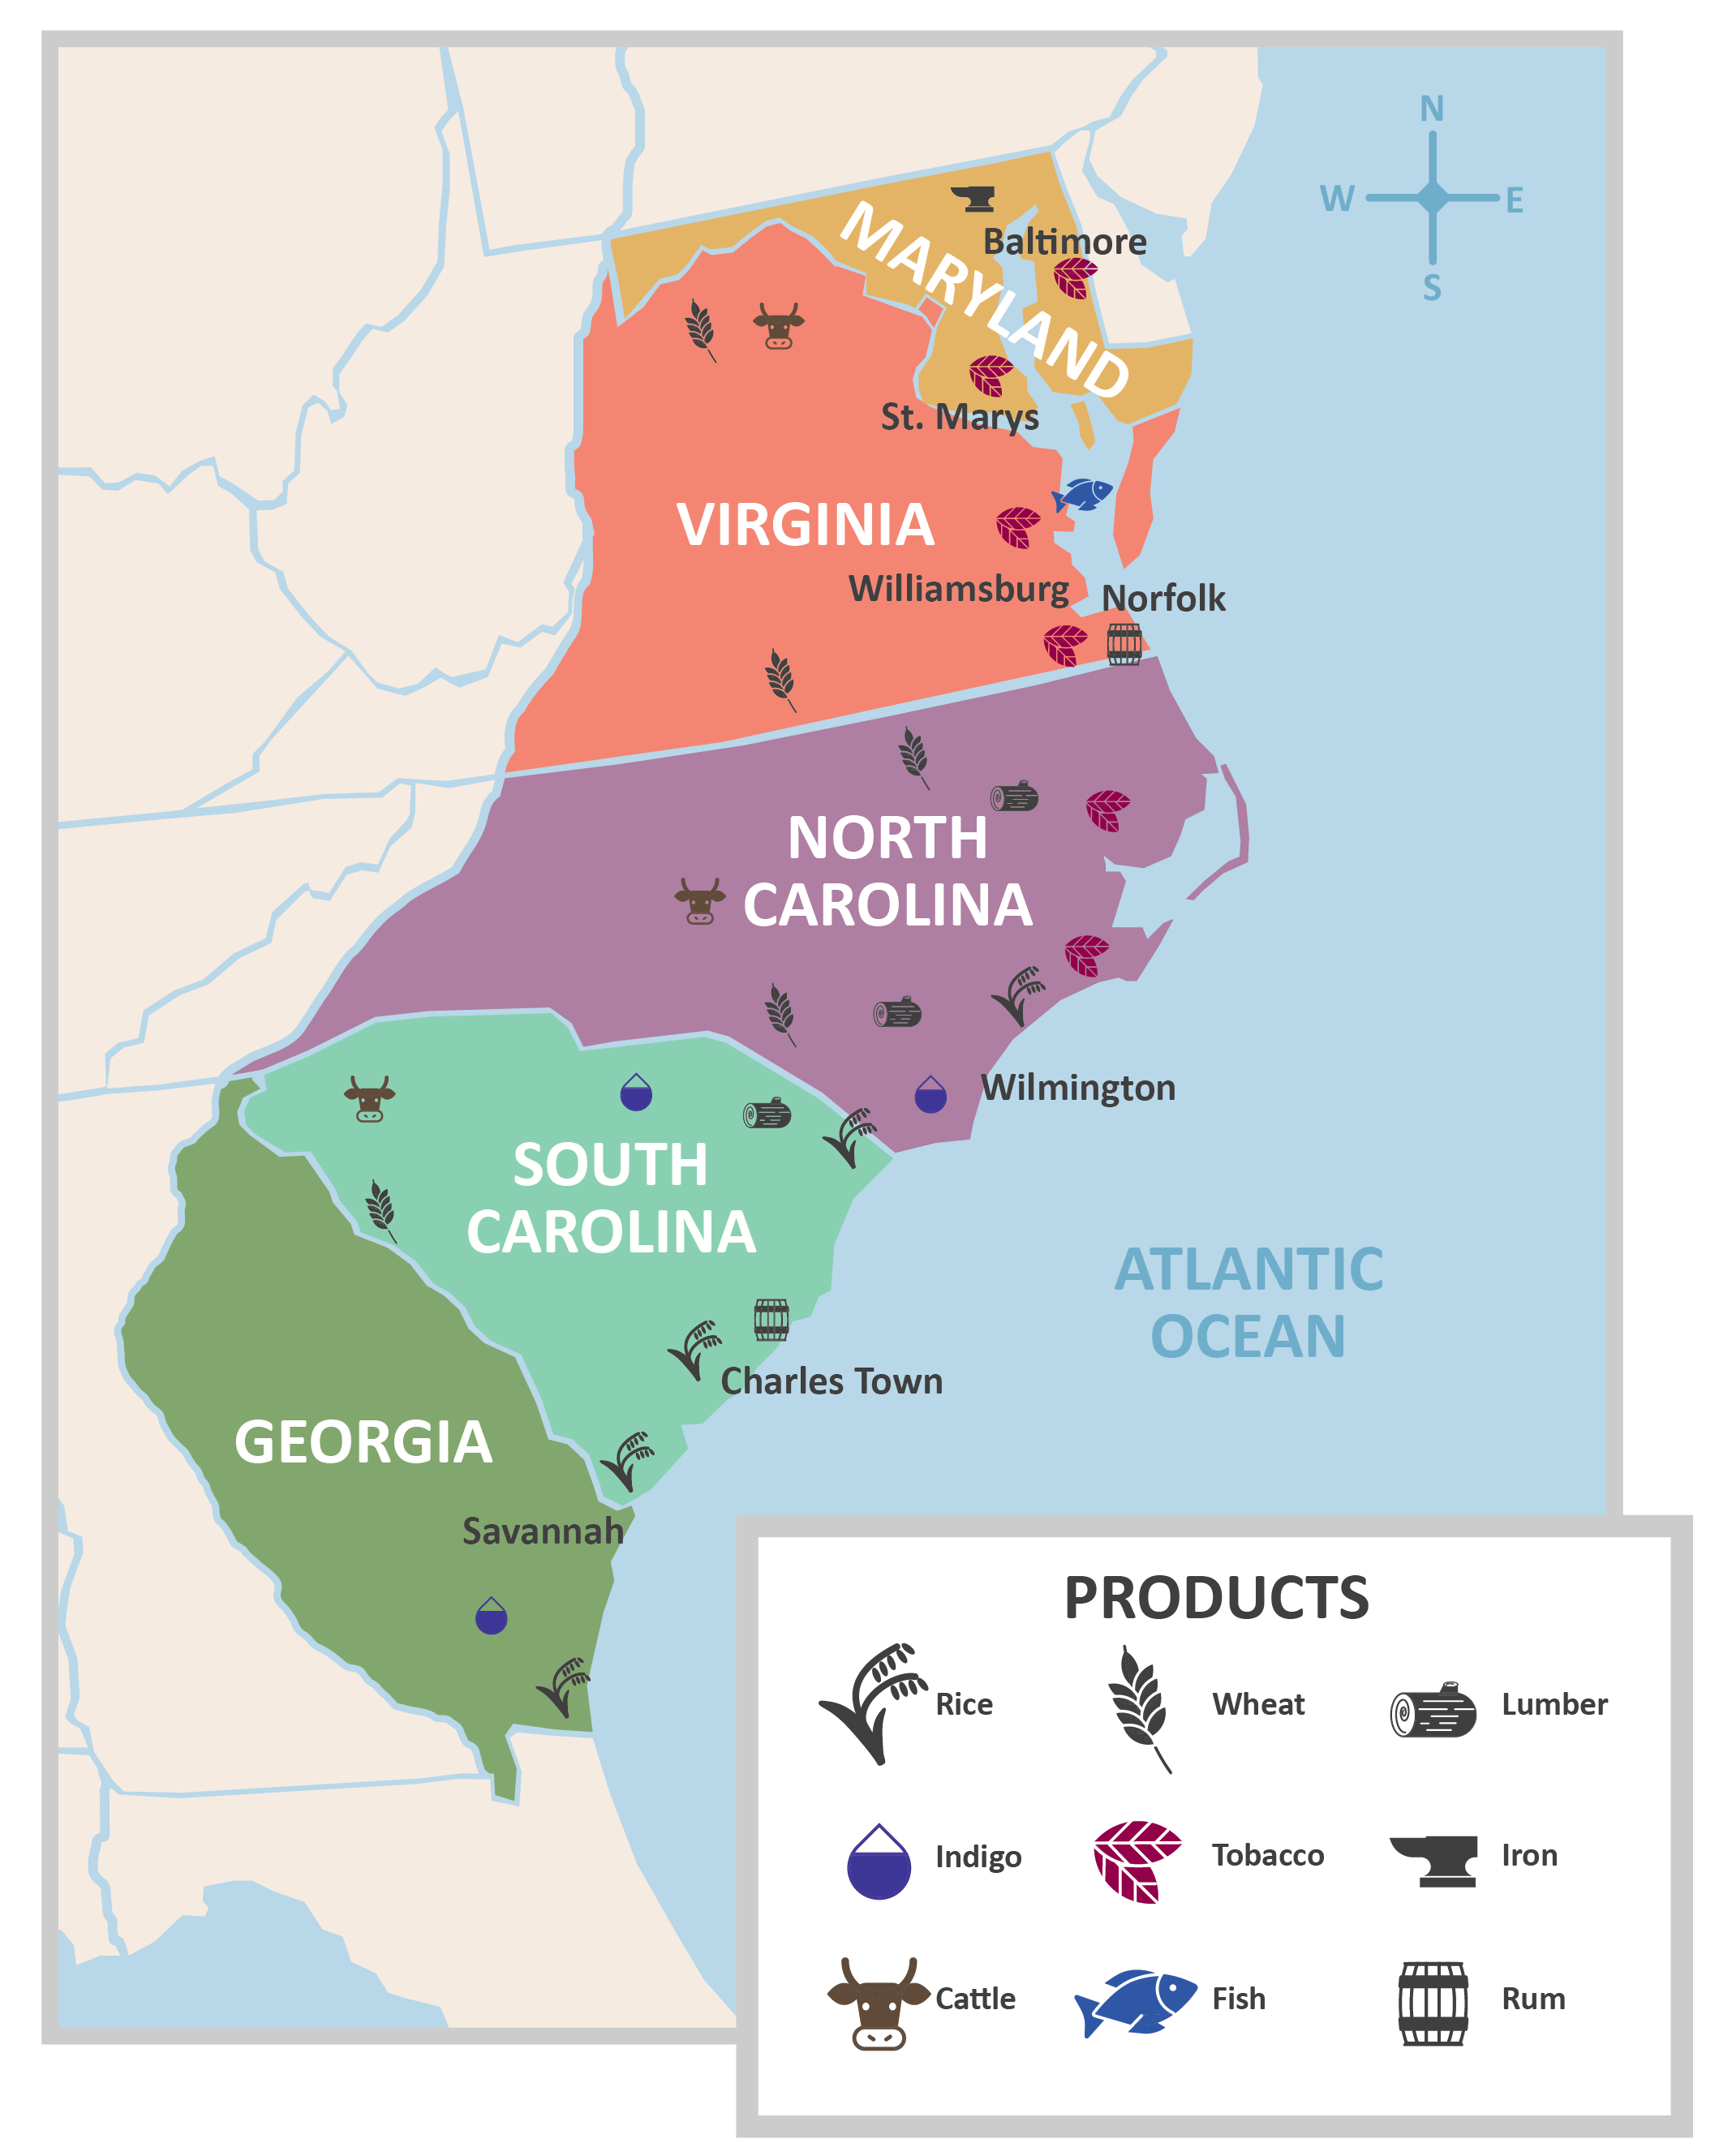 N
W E
S
MARYLAND
Baltimore
St. Marys
VIRGINIA
Williamsburg
Norfolk
NORTH
CAROLINA
Wilmington
SOUTH
CAROLINA
Charles Town
ATLANTIC
OCEAN
GEORGIA
Savannah
PRODUCTS
Rice
Wheat
Lumber
Indigo
Tobacco
Iron
Cattle
Fish
Rum